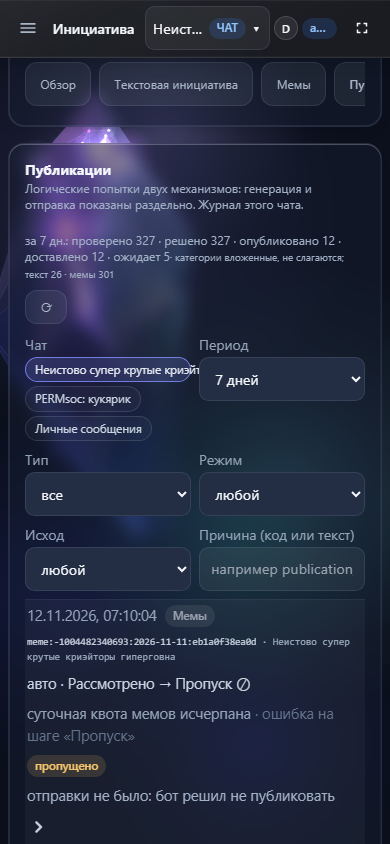 Инициатива
Неист... ЧАТ ▾
D
а...
Обзор
Текстовая инициатива
Мемы
Пу
Публикации
Логические попытки двух механизмов: генерация и
отправка показаны раздельно. Журнал этого чата.
за 7 дн.: проверено 327 · решено 327 · опубликовано 12 ·
доставлено 12 · ожидает 5· категории вложенные, не слагаются;
текст 26 · мемы 301
Чат
Период
Неистово супер крутые криэйт
7 дней
PERMsoc: кукярик
Личные сообщения
Тип
Режим
все
любой
Исход
Причина (код или текст)
любой
например publication
12.11.2026, 07:10:04 Мемы
meme:-1004482340693:2026-11-11:eb1a0f38ea0d · Неистово супер
крутые криэйторы гиперговна
авто · Рассмотрено → Пропуск
суточная квота мемов исчерпана · ошибка на
шаге «Пропуск»
пропущено
отправки не было: бот решил не публиковать